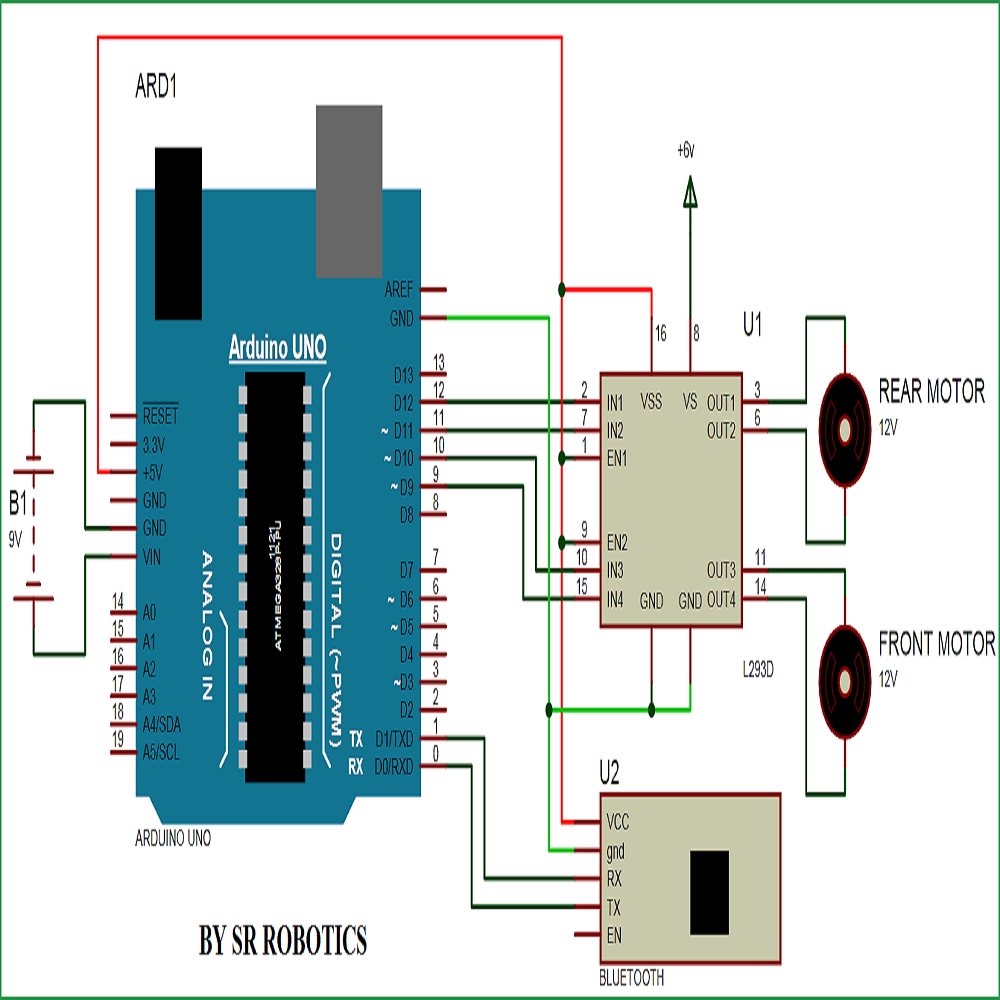 ARD1
+6v
AREF
GND
16
8
U1
Arduino UNO
13
D13
12
D12
2
IN1
VSS
VS
OUT1
3
REAR MOTOR
RESET
~
11
D11
7
IN2
OUT2
6
12V
3.3V
~
10
D10
1
EN1
+5V
~
9
D9
B1
GND
8
D8
9V
GND
9
EN2
VIN
7
D7
10
IN3
OUT3
11
14
A0
~
6
D6
15
IN4
GND
GND
OUT4
14
15
A1
~
5
D5
FRONT MOTOR
16
A2
4
D4
L293D
12V
17
A3
~
3
D3
18
A4/SDA
2
D2
19
A5/SCL
TX
D1/TXD
1
RX
D0/RXD
0
ANALOG IN
ATMEGA328P-PU
1121
DIGITAL (~PWM)
U2
ARDUINO UNO
VCC
gnd
RX
TX
EN
BY SR ROBOTICS
BLUETOOTH